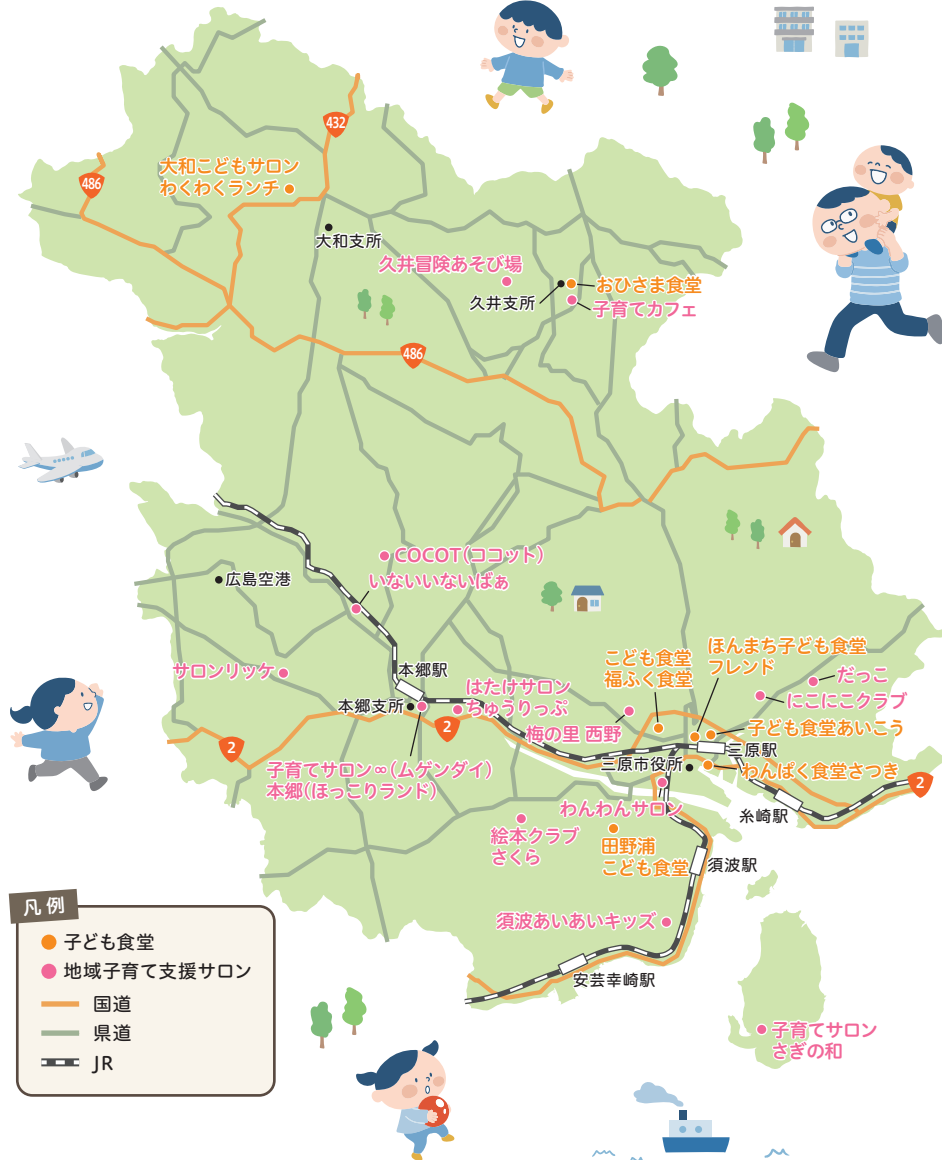 432
大和こどもサロン
わくわくランチ
486
大和支所
久井冒険あそび場
久井支所
おひさま食堂
子育てカフェ
486
COCOT(ココット)
いないいないばぁ
広島空港
サロンリッケ
本郷駅
本郷支所
はたけサロン
ちゅうりっぷ
2
2
子育てサロン∞(ムゲンダイ)
本郷(ほっこりランド)
梅の里 西野
こども食堂
福ふく食堂
ほんまち子ども食堂
フレンド
だっこ
にこにこクラブ
子ども食堂あいこう
三原駅
三原市役所
わんぱく食堂さつき
2
糸崎駅
わんわんサロン
絵本クラブ
さくら
田野浦
こども食堂
須波駅
須波あいあいキッズ
安芸幸崎駅
子育てサロン
さぎの和
凡例
子ども食堂
地域子育て支援サロン
国道
県道
JR